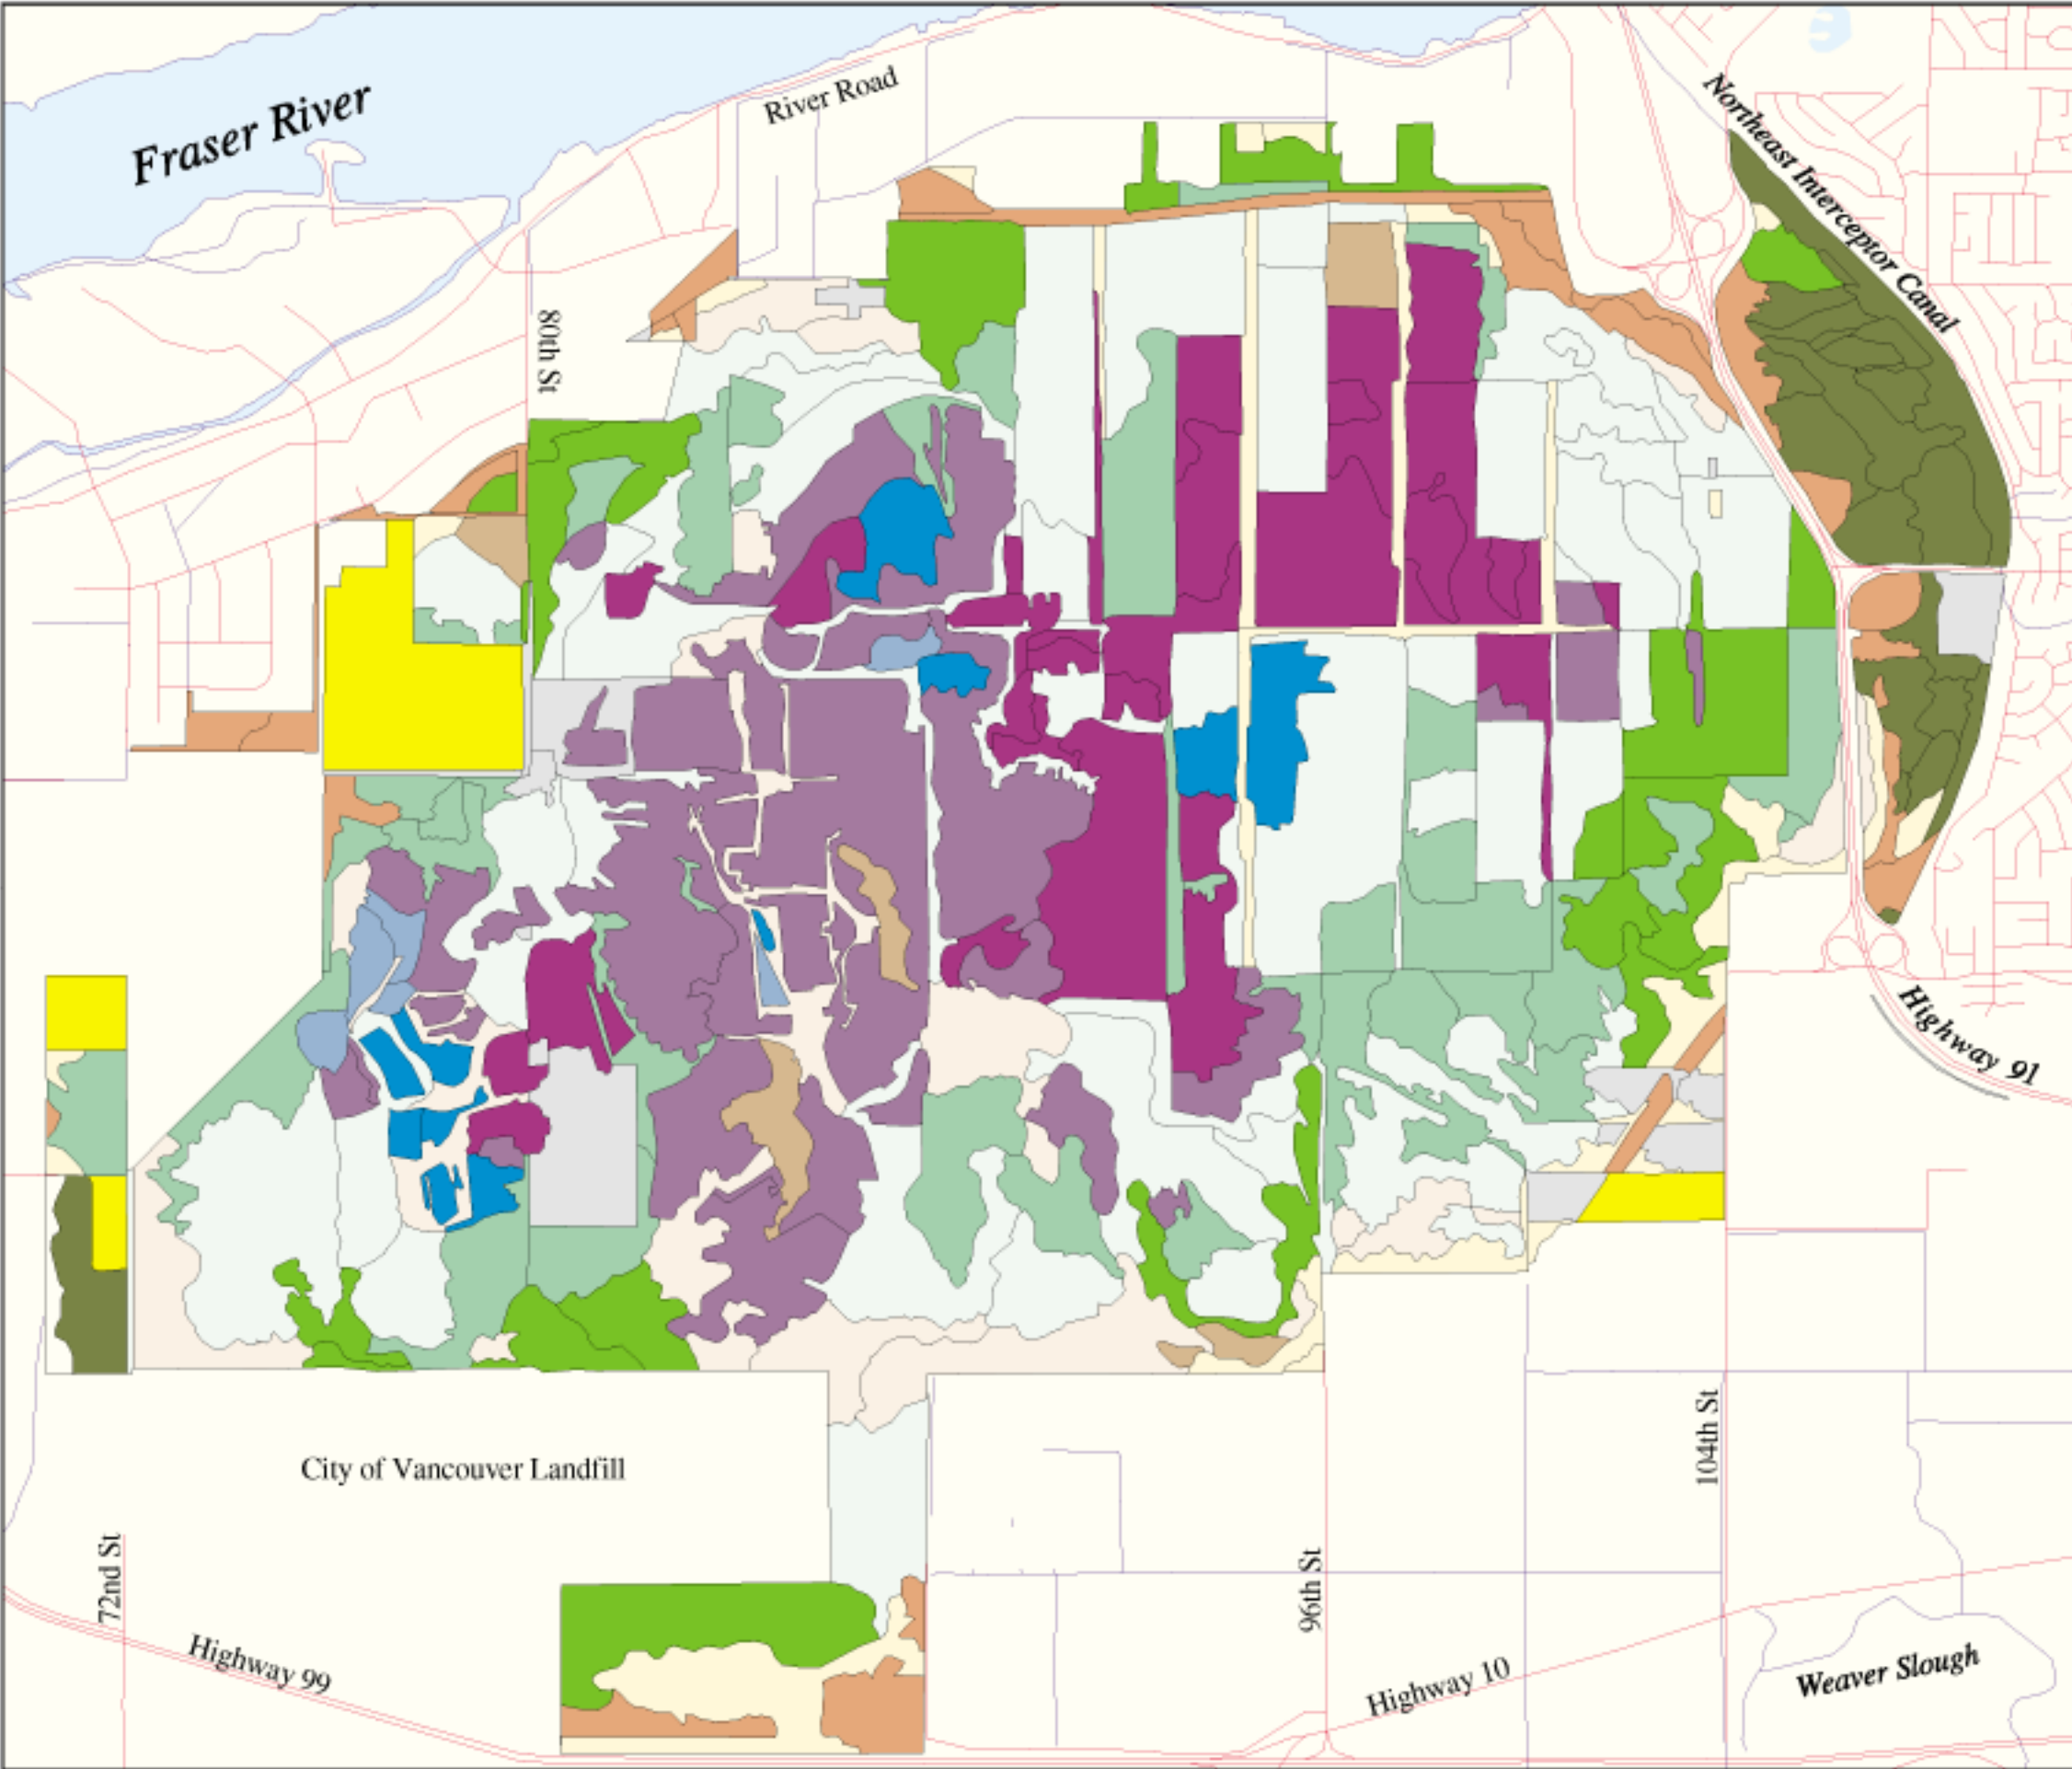 Fraser River
River Road
Northeast Interceptor Canal
80th St
Highway 91
City of Vancouver Landfill
104th St
72nd St
96th St
Highway 99
Highway 10
Weaver Slough